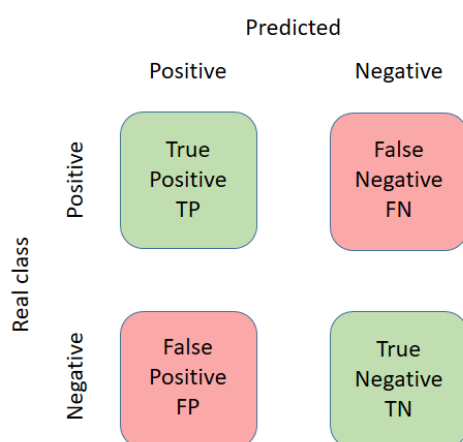 Predicted
Positive
Negative
Real class
Positive
True
Positive
TP
False
Negative
FN
Negative
False
Positive
FP
True
Negative
TN